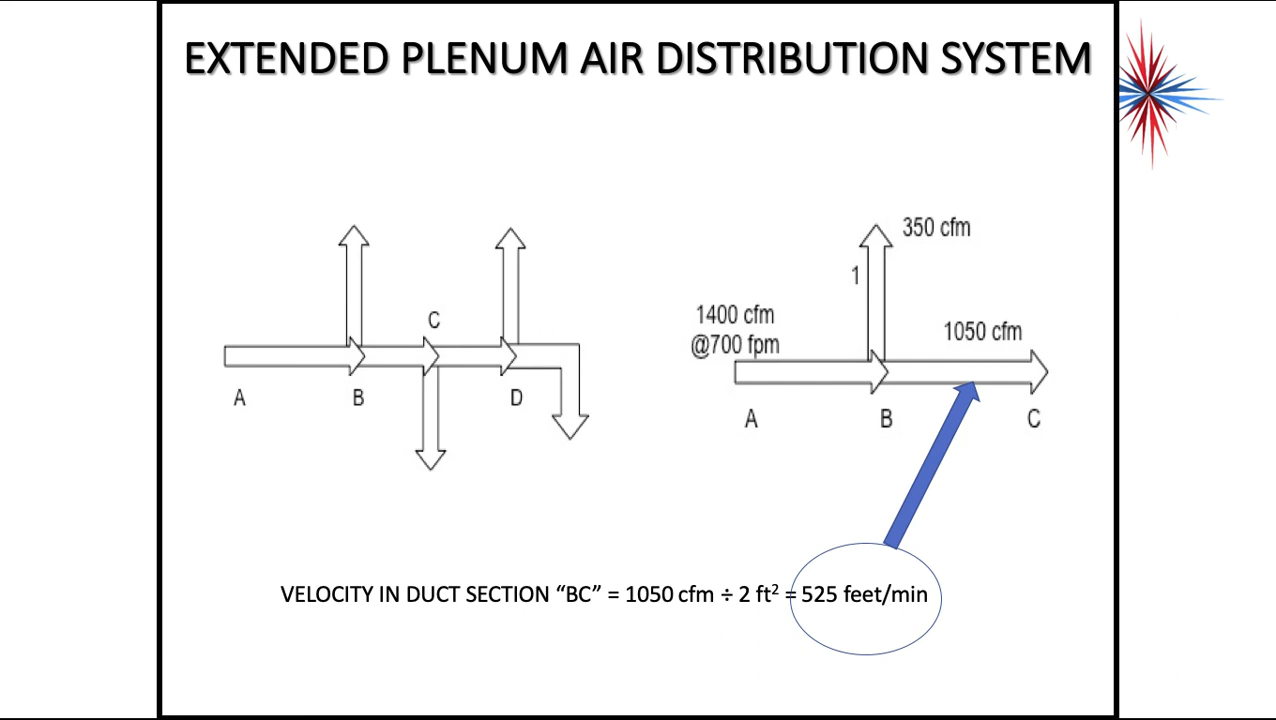 EXTENDED PLENUM AIR DISTRIBUTION SYSTEM
C
A
B
D
350 cfm
1
1400 cfm
@700 fpm
1050 cfm
A
B
C
VELOCITY IN DUCT SECTION “BC” = 1050 cfm ÷ 2 ft² = 525 feet/min